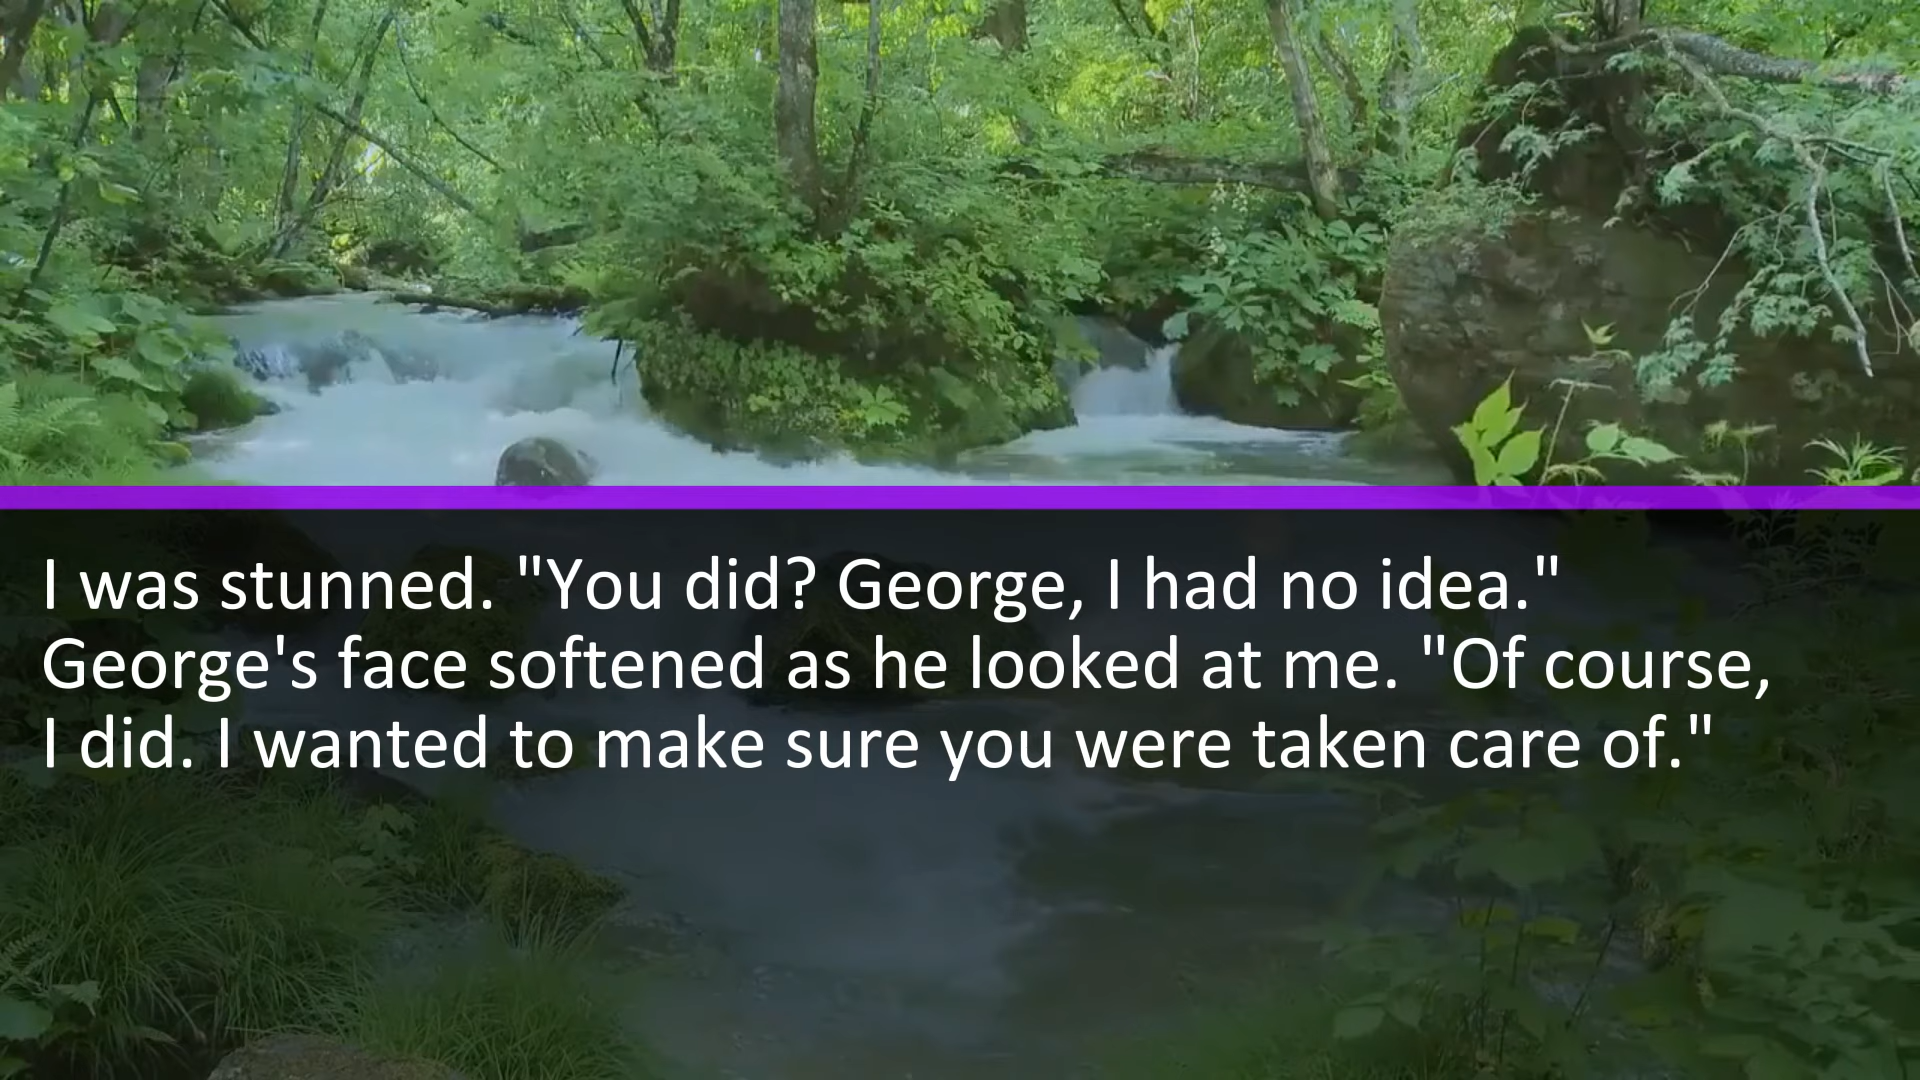 I was stunned. "You did? George, I had no idea."
George's face softened as he looked at me. "Of course,
I did. I wanted to make sure you were taken care of."